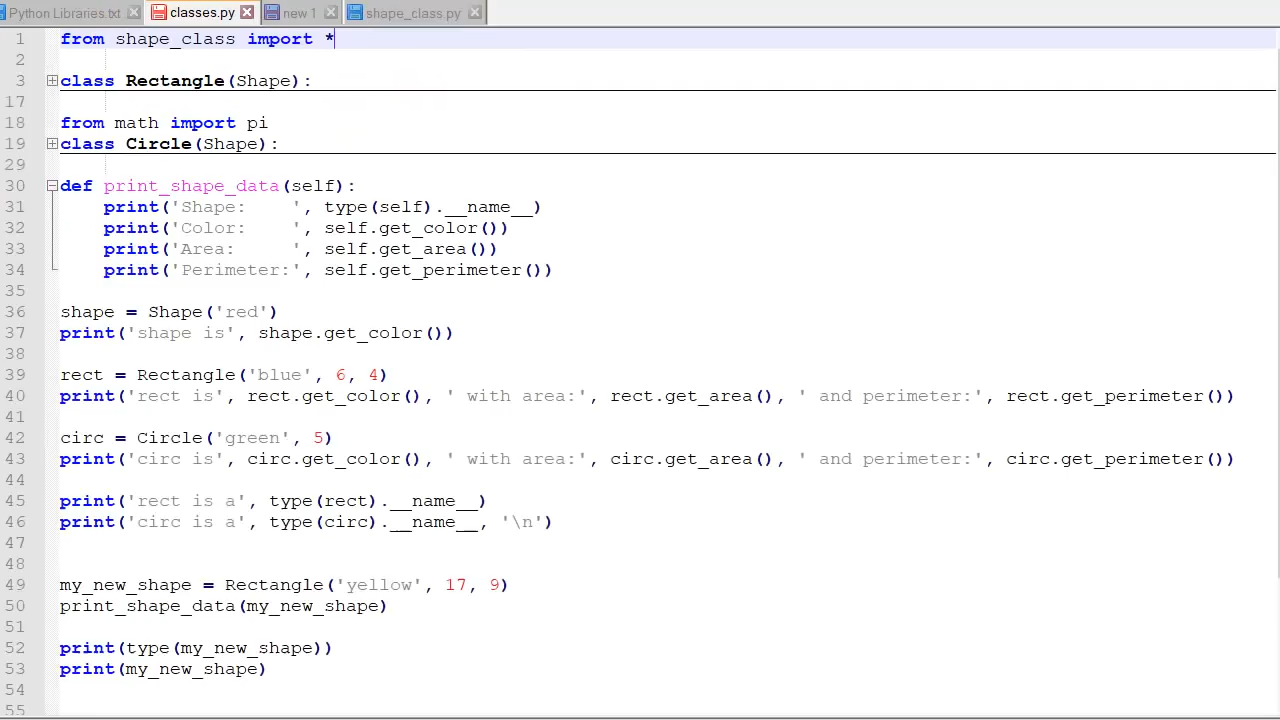 Python Libraries.txt classes.py new 1 shape_class.py
1 from shape_class import *
2
3 class Rectangle(Shape):
17
18 from math import pi
19 class Circle(Shape):
29
30 def print_shape_data(self):
31 print('Shape:    ', type(self).__name__)
32 print('Color:    ', self.get_color())
33 print('Area:     ', self.get_area())
34 print('Perimeter:', self.get_perimeter())
35
36 shape = Shape('red')
37 print('shape is', shape.get_color())
38
39 rect = Rectangle('blue', 6, 4)
40 print('rect is', rect.get_color(), ' with area:', rect.get_area(), ' and perimeter:', rect.get_perimeter())
41
42 circ = Circle('green', 5)
43 print('circ is', circ.get_color(), ' with area:', circ.get_area(), ' and perimeter:', circ.get_perimeter())
44
45 print('rect is a', type(rect).__name__)
46 print('circ is a', type(circ).__name__, '\n')
47
48
49 my_new_shape = Rectangle('yellow', 17, 9)
50 print_shape_data(my_new_shape)
51
52 print(type(my_new_shape))
53 print(my_new_shape)
54
55